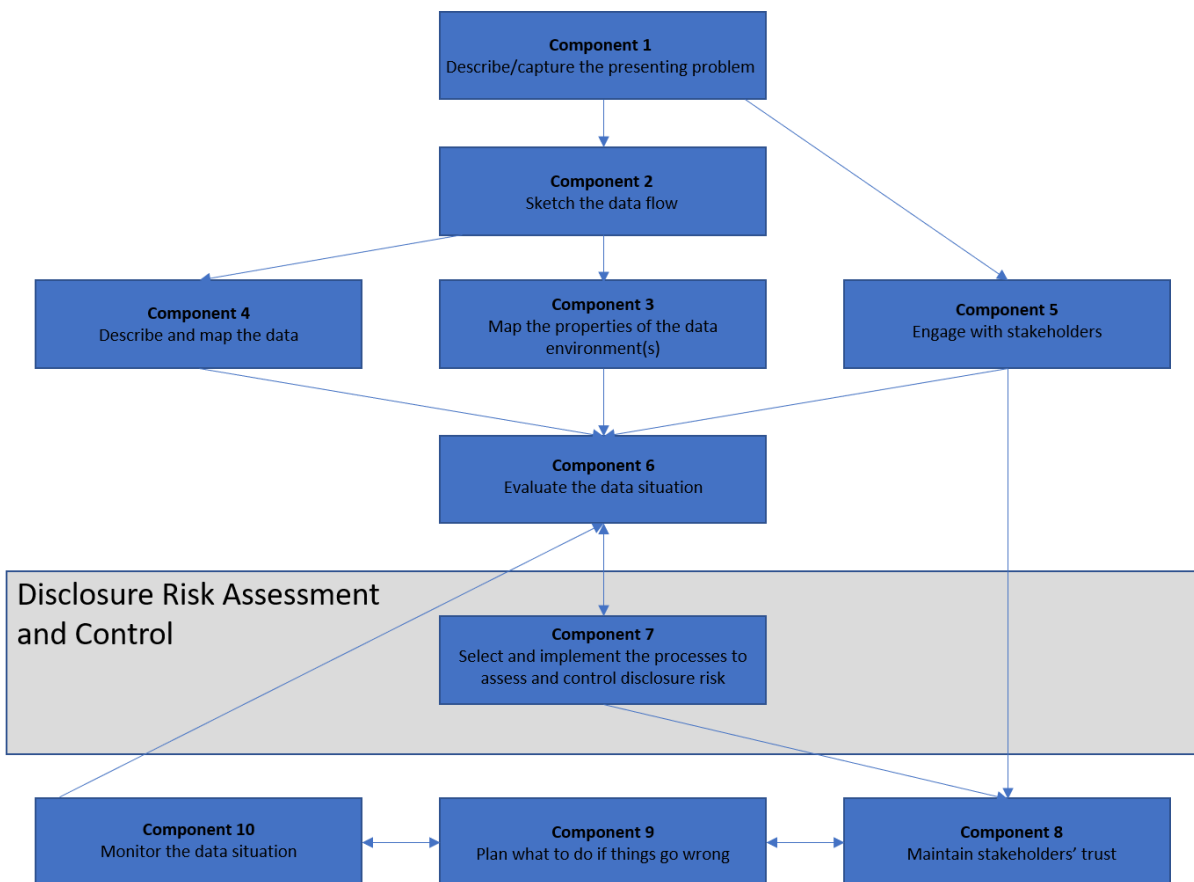 Component 1
Describe/capture the presenting problem
Component 2
Sketch the data flow
Component 4
Describe and map the data
Component 3
Map the properties of the data
environment(s)
Component 5
Engage with stakeholders
Component 6
Evaluate the data situation
Disclosure Risk Assessment
and Control
Component 7
Select and implement the processes to
assess and control disclosure risk
Component 10
Monitor the data situation
Component 9
Plan what to do if things go wrong
Component 8
Maintain stakeholders’ trust